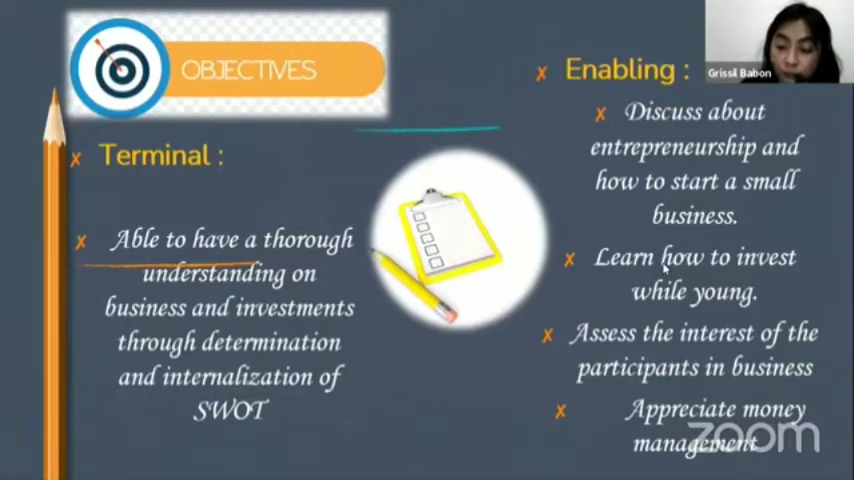 OBJECTIVES
Terminal :
Able to have a thorough
understanding on
business and investments
through determination
and internalization of
SWOT
Enabling :
Discuss about
entrepreneurship and
how to start a small
business.
Learn how to invest
while young.
Assess the interest of the
participants in business
Appreciate money
management
Grissil Babon
zoom